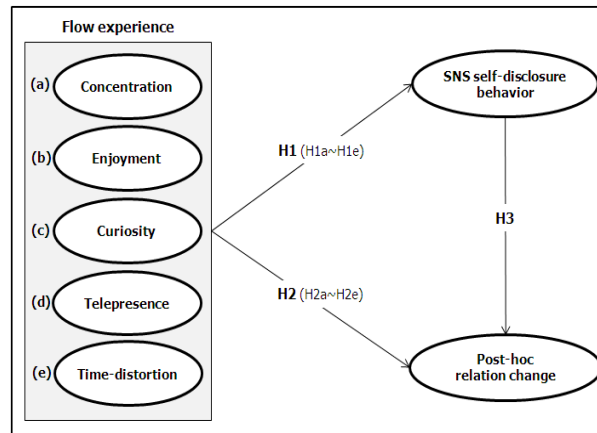 Flow experience
(a) Concentration
(b) Enjoyment
(c) Curiosity
(d) Telepresence
(e) Time-distortion
H1 (H1a~H1e)
H2 (H2a~H2e)
SNS self-disclosure
behavior
H3
Post-hoc
relation change